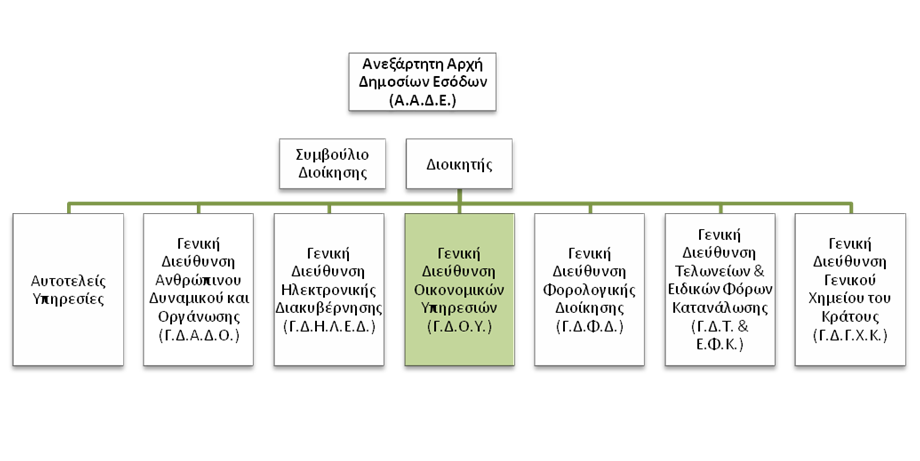 Ανεξάρτητη Αρχή
Δημοσίων Εσόδων
(Α.Α.Δ.Ε.)
Συμβούλιο
Διοίκησης
Διοικητής
Αυτοτελείς
Υπηρεσίες
Γενική
Διεύθυνση
Ανθρώπινου
Δυναμικού και
Οργάνωσης
(Γ.Δ.Α.Δ.Ο.)
Γενική
Διεύθυνση
Ηλεκτρονικής
Διακυβέρνησης
(Γ.Δ.Η.Λ.Ε.Δ.)
Γενική
Διεύθυνση
Οικονομικών
Υπηρεσιών
(Γ.Δ.Ο.Υ.)
Γενική
Διεύθυνση
Φορολογικής
Διοίκησης
(Γ.Δ.Φ.Δ.)
Γενική
Διεύθυνση
Τελωνείων &
Ειδικών Φόρων
Κατανάλωσης
(Γ.Δ.Τ. &
Ε.Φ.Κ.)
Γενική
Διεύθυνση
Γενικού
Χημείου του
Κράτους
(Γ.Δ.Γ.Χ.Κ.)